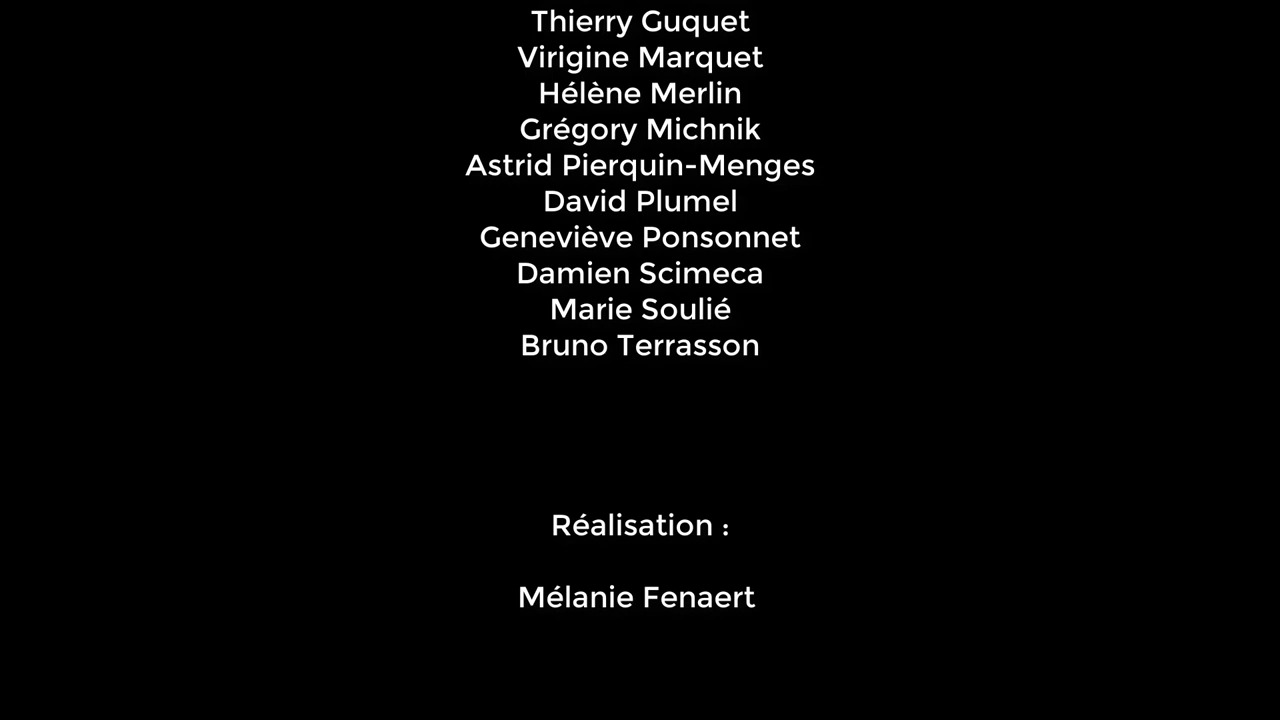 Thierry Guquet
Virigine Marquet
Hélène Merlin
Grégory Michnik
Astrid Pierquin-Menges
David Plumel
Geneviève Ponsonnet
Damien Scimeca
Marie Soulié
Bruno Terrasson
Réalisation :
Mélanie Fenaert